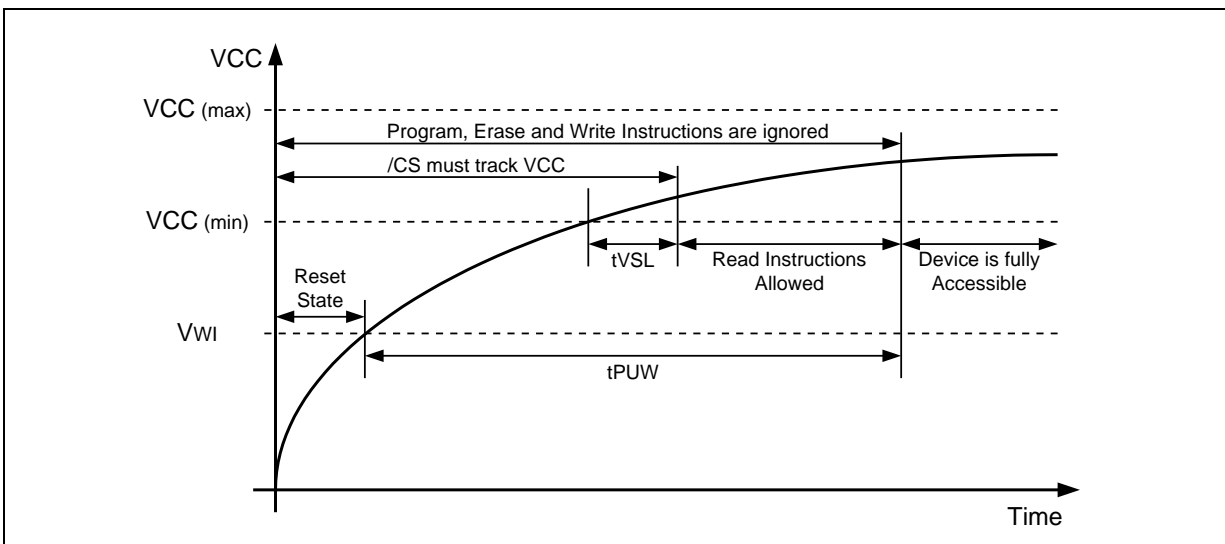 VCC
VCC (max)
Program, Erase and Write Instructions are ignored
/CS must track VCC
VCC (min)
tVSL
Read Instructions
Allowed
Device is fully
Accessible
Reset
State
VWI
tPUW
Time